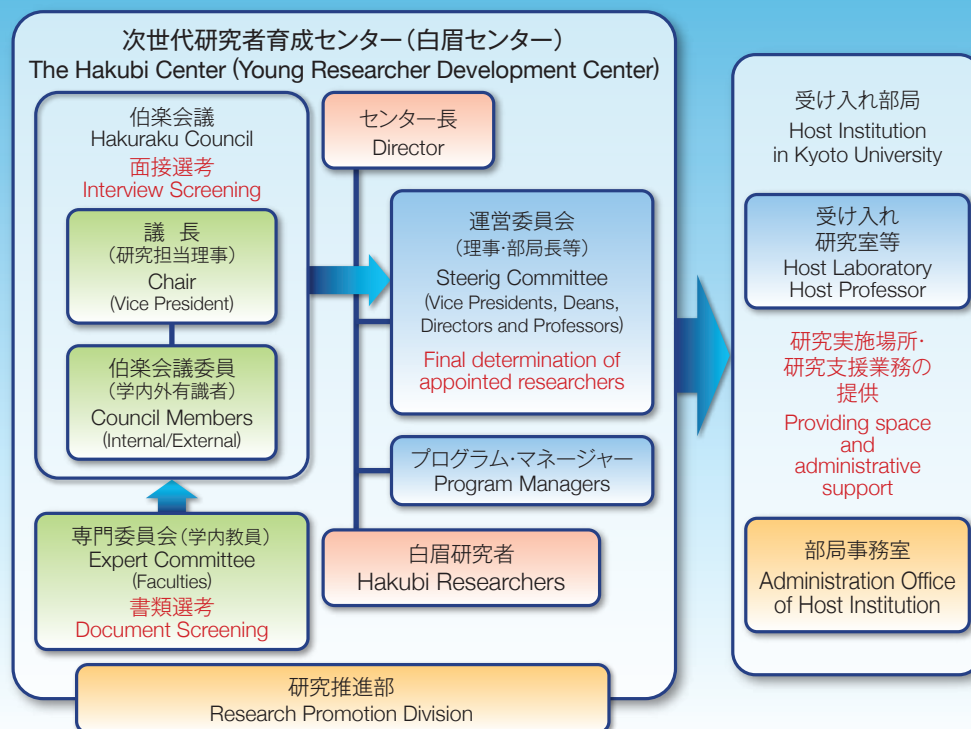 次世代研究者育成センター(白眉センター)
The Hakubi Center (Young Researcher Development Center)
伯楽会議
Hakuraku Council
面接選考
Interview Screening
議 長
(研究担当理事)
Chair
(Vice President)
伯楽会議委員
(学内外有識者)
Council Members
(Internal/External)
専門委員会(学内教員)
Expert Committee
(Faculties)
書類選考
Document Screening
センター長
Director
運営委員会
(理事・部局長等)
Steerig Committee
(Vice Presidents, Deans,
Directors and Professors)
Final determination of
appointed researchers
プログラム・マネージャー
Program Managers
白眉研究者
Hakubi Researchers
研究推進部
Research Promotion Division
受け入れ部局
Host Institution
in Kyoto University
受け入れ
研究室等
Host Laboratory
Host Professor
研究実施場所・
研究支援業務の
提供
Providing space
and
administrative
support
部局事務室
Administration Office
of Host Institution